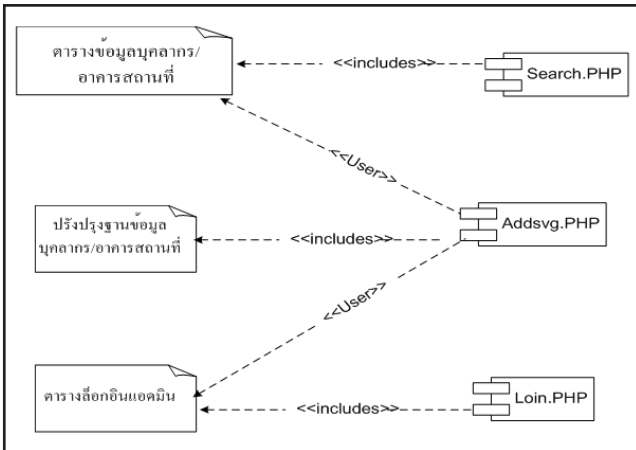 ตารางข้อมูลบุคลากร/
อาคารสถานที่
<<includes>>
Search.PHP
<<User>>
ปรังปรุงฐานข้อมูล
บุคลากร/อาคารสถานที่
<<includes>>
Addsvg.PHP
<<User>>
ตารางล็อกอินแอดมิน
<<includes>>
Loin.PHP